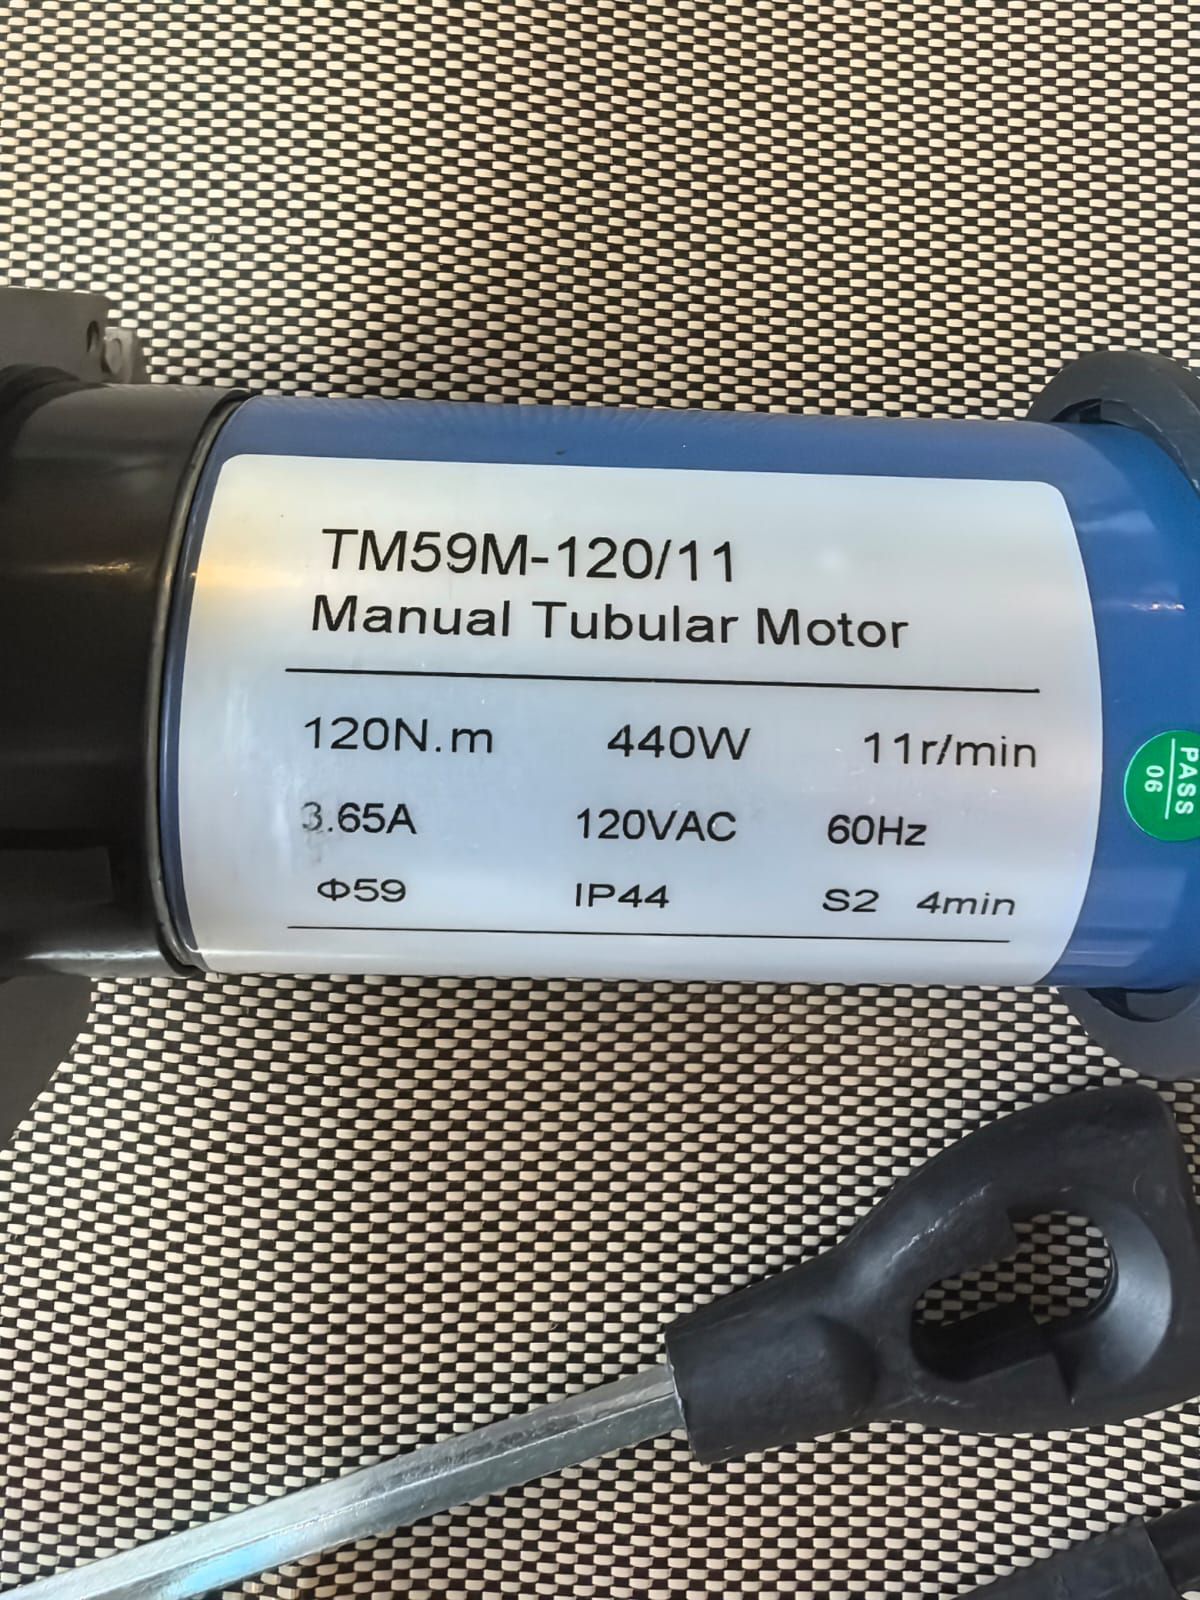 TM59M-120/11
Manual Tubular Motor
120N.m 440W 11r/min
3.65A 120VAC 60Hz
Φ59 IP44 S2 4min
PASS
06